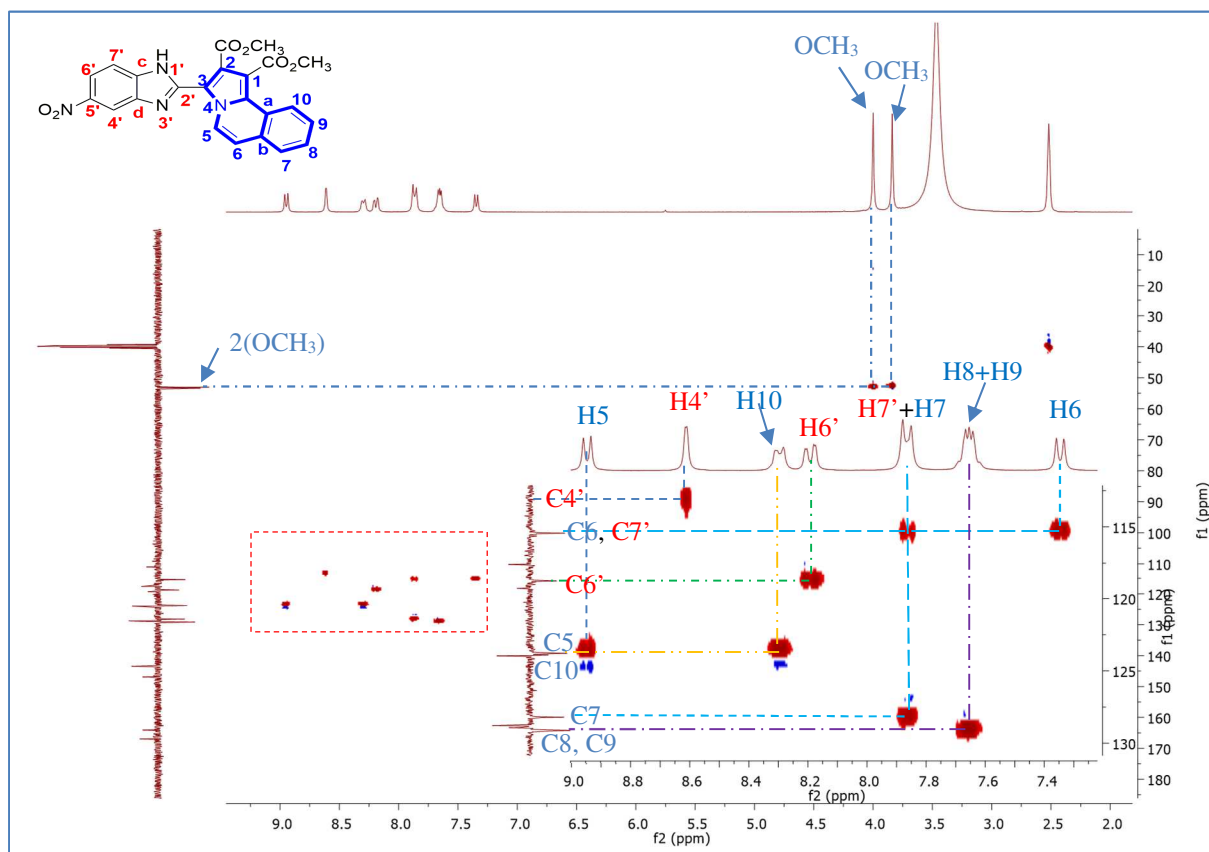 CO₂CH₃
CO₂CH₃
H
N
1'
7'
c
6'
5'
4'
d
N
3'
2'
O₂N
2
3
1
N
4
a
10
9
8
7
b
6
5
OCH₃
OCH₃
2(OCH₃)
H5
H4'
H10
H6'
H7'+H7
H8+H9
H6
C4'
C6, C7'
C6'
C5
C10
C7
C8, C9
115
120
125
130
f1 (ppm)
9.0 8.8 8.6 8.4 8.2 8.0 7.8 7.6 7.4
f2 (ppm)
10
20
30
40
50
60
70
80
90
100
110
120
130
140
150
160
170
180
f1 (ppm)
9.0 8.5 8.0 7.5 7.0 6.5 6.0 5.5 5.0 4.5 4.0 3.5 3.0 2.5 2.0
f2 (ppm)